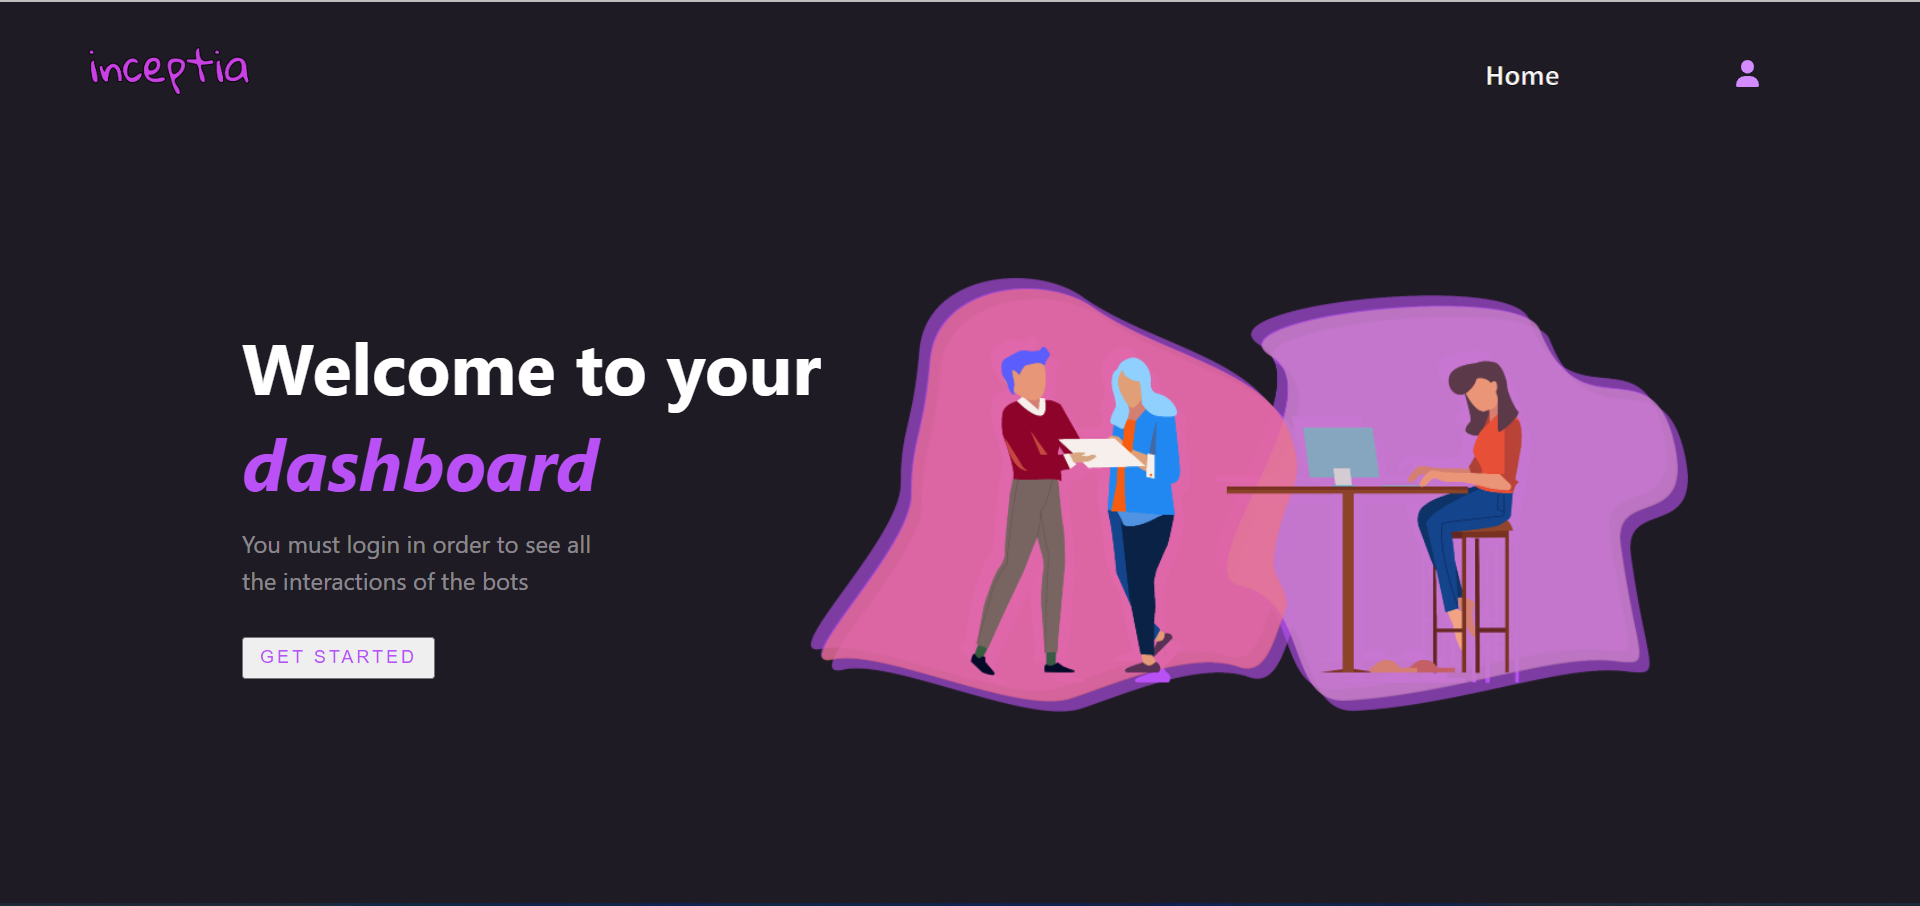 inceptia
Home
Welcome to your
dashboard
You must login in order to see all
the interactions of the bots
GET STARTED